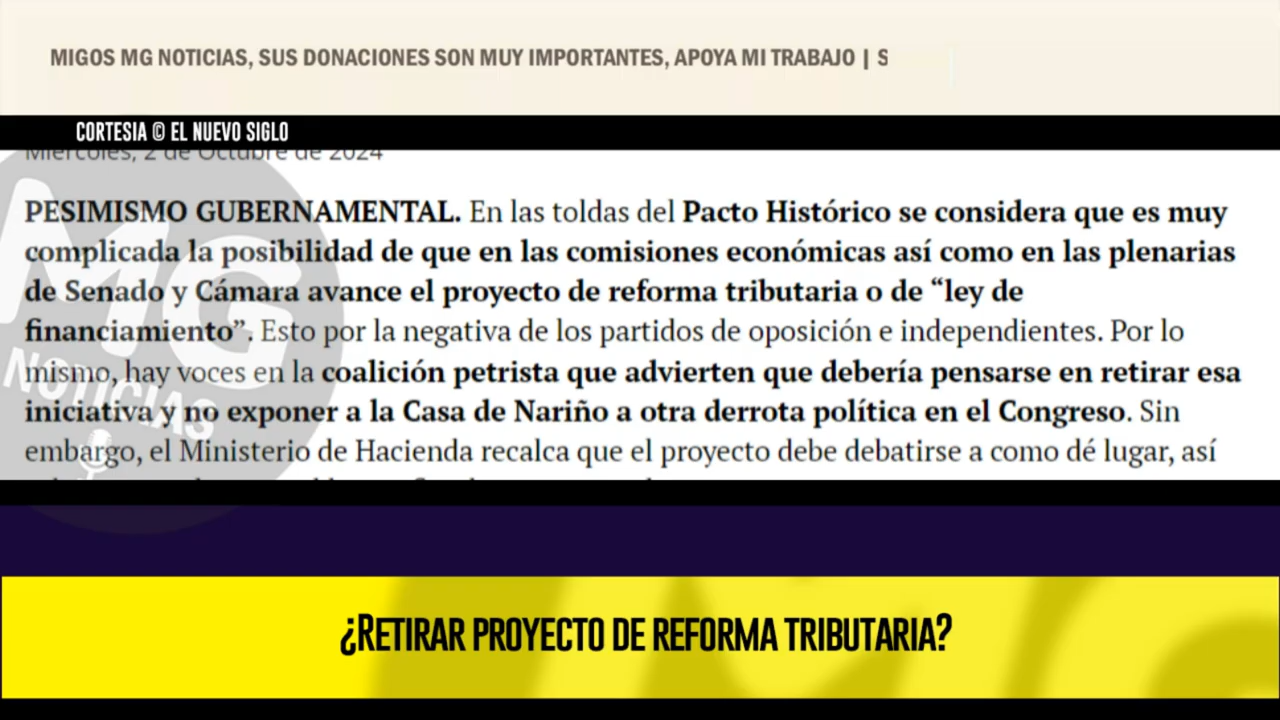 MIGOS MG NOTICIAS, SUS DONACIONES SON MUY IMPORTANTES, APOYA MI TRABAJO | S
CORTESIA © EL NUEVO SIGLO
Miércoles, 2 de Octubre de 2024
PESIMISMO GUBERNAMENTAL. En las toldas del Pacto Histórico se considera que es muy
complicada la posibilidad de que en las comisiones económicas así como en las plenarias
de Senado y Cámara avance el proyecto de reforma tributaria o de “ley de
financiamiento”. Esto por la negativa de los partidos de oposición e independientes. Por lo
mismo, hay voces en la coalición petrista que advierten que debería pensarse en retirar esa
iniciativa y no exponer a la Casa de Nariño a otra derrota política en el Congreso. Sin
embargo, el Ministerio de Hacienda recalca que el proyecto debe debatirse a como dé lugar, así
MG
NOTICIAS
¿RETIRAR PROYECTO DE REFORMA TRIBUTARIA?